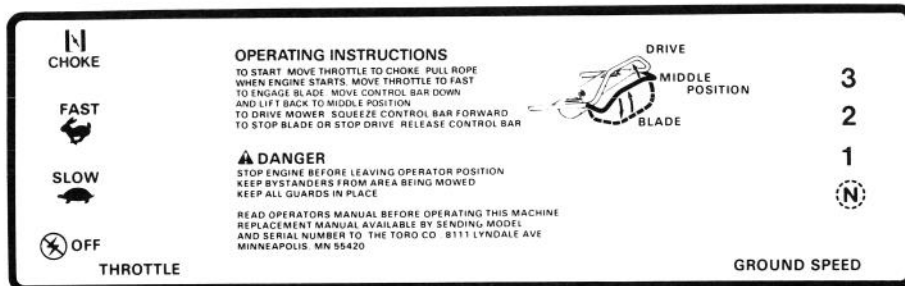 CHOKE
FAST
SLOW
OFF
THROTTLE
OPERATING INSTRUCTIONS
TO START MOVE THROTTLE TO CHOKE PULL ROPE
WHEN ENGINE STARTS, MOVE THROTTLE TO FAST
TO ENGAGE BLADE MOVE CONTROL BAR DOWN
AND LIFT BACK TO MIDDLE POSITION
TO DRIVE MOWER SQUEEZE CONTROL BAR FORWARD
TO STOP BLADE OR STOP DRIVE RELEASE CONTROL BAR
DANGER
STOP ENGINE BEFORE LEAVING OPERATOR POSITION
KEEP BYSTANDERS FROM AREA BEING MOWED
KEEP ALL GUARDS IN PLACE
READ OPERATORS MANUAL BEFORE OPERATING THIS MACHINE
REPLACEMENT MANUAL AVAILABLE BY SENDING MODEL
AND SERIAL NUMBER TO THE TORO CO. 8111 LYNDALE AVE
MINNEAPOLIS, MN 55420
DRIVE
MIDDLE
POSITION
BLADE
3
2
1
N
GROUND SPEED